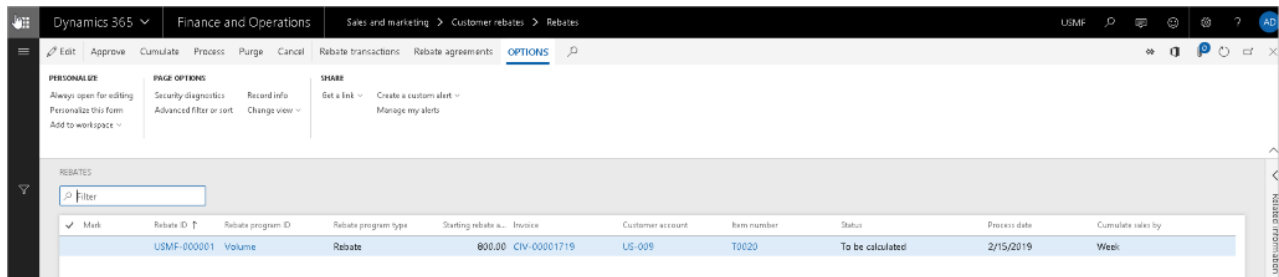 Dynamics 365 Finance and Operations Sales and marketing > Customer rebates > Rebates USMF ? AD
Edit Approve Cumulate Process Purge Cancel Rebate transactions Rebate agreements OPTIONS
PERSONALIZE PAGE OPTIONS SHARE
Always open for editing Security diagnostics Record info Get a link Create a custom alert
Personalize this form Advanced filter or sort Change view Manage my alerts
Add to workspace
REBATES
Filter
Mark Rebate ID ↑ Rebate program ID Rebate program type Starting rebate a... Invoice Customer account Item number Status Process date Cumulate sales by
USMF-000001 Volume Rebate 800.00 CIV-00001719 US-009 T0020 To be calculated 2/15/2019 Week
Related information